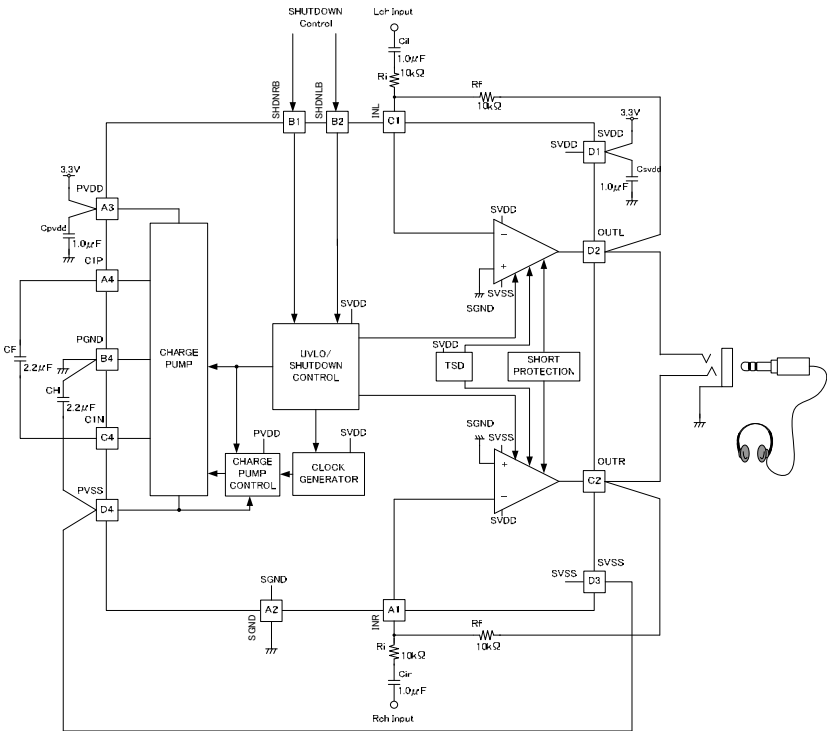 SHUTDOWN
Control
Lch Input
Cil
1.0μF
Ri
10kΩ
Rf
10kΩ
SHDNRB
B1
SHDNLB
B2
INL
C1
3.3V
SVDD
SVDD
D1
Csvdd
1.0μF
3.3V
PVDD
A3
Cpvdd
1.0μF
C1P
A4
SVDD
−
+
SVSS
SGND
OUTL
D2
CF
2.2μF
PGND
B4
CH
2.2μF
C1N
C4
CHARGE
PUMP
SVDD
UVLO/
SHUTDOWN
CONTROL
SVDD
TSD
SHORT
PROTECTION
PVDD
CHARGE
PUMP
CONTROL
SVDD
CLOCK
GENERATOR
SGND
SVSS
+
−
SVDD
OUTR
C2
PVSS
D4
SGND
A2
SGND
INR
A1
SVSS
SVSS
D3
Rf
10kΩ
Ri
10kΩ
Cir
1.0μF
Rch Input